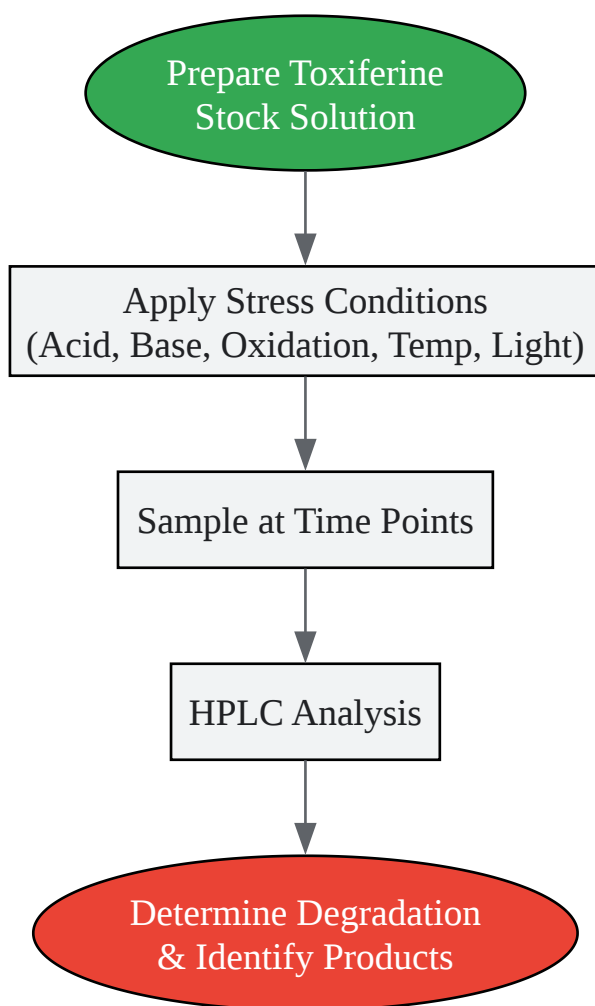 Prepare Toxiferine
Stock Solution
Apply Stress Conditions
(Acid, Base, Oxidation, Temp, Light)
Sample at Time Points
HPLC Analysis
Determine Degradation
& Identify Products